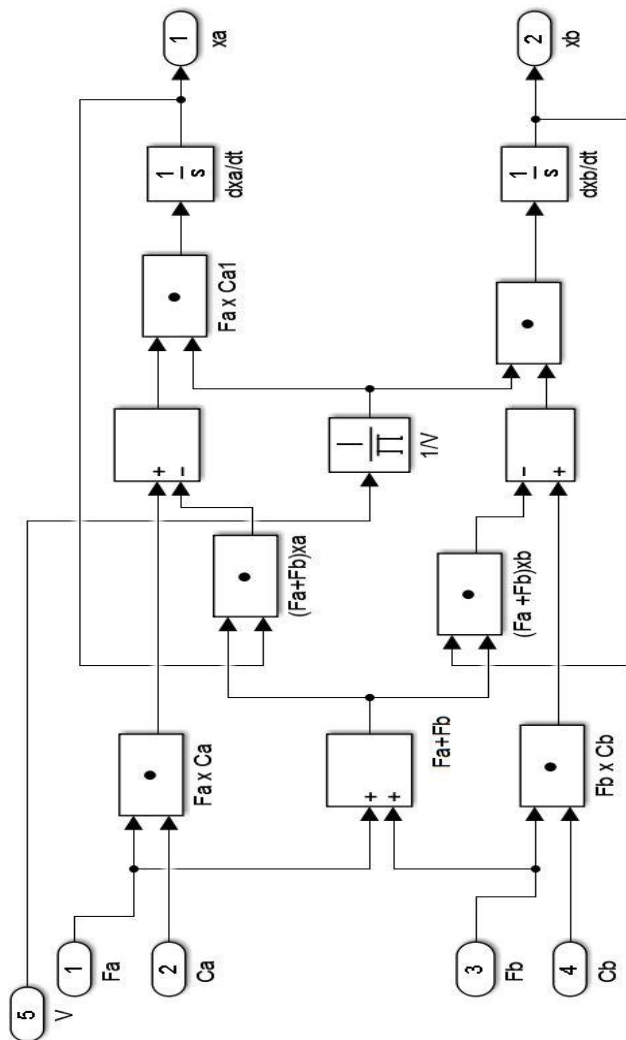 5
V
1
Fa
2
Ca
3
Fb
4
Cb
Fa x Ca
+
+
Fa+Fb
Fb x Cb
(Fa+Fb)xa
(Fa +Fb)xb
+
-
1/V
-
+
Fa x Ca1
1
s
dxa/dt
1
s
dxb/dt
1
xa
2
xb